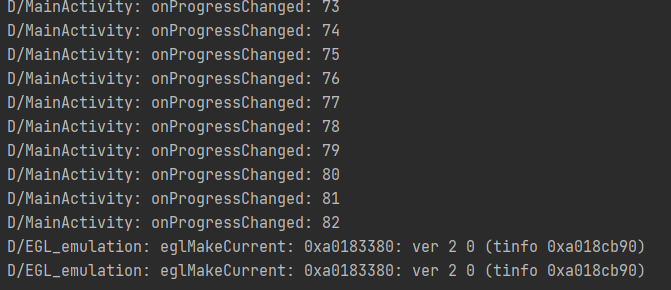 D/MainActivity: onProgressChanged: 73
D/MainActivity: onProgressChanged: 74
D/MainActivity: onProgressChanged: 75
D/MainActivity: onProgressChanged: 76
D/MainActivity: onProgressChanged: 77
D/MainActivity: onProgressChanged: 78
D/MainActivity: onProgressChanged: 79
D/MainActivity: onProgressChanged: 80
D/MainActivity: onProgressChanged: 81
D/MainActivity: onProgressChanged: 82
D/EGL_emulation: eglMakeCurrent: 0xa0183380: ver 2 0 (tinfo 0xa018cb90)
D/EGL_emulation: eglMakeCurrent: 0xa0183380: ver 2 0 (tinfo 0xa018cb90)